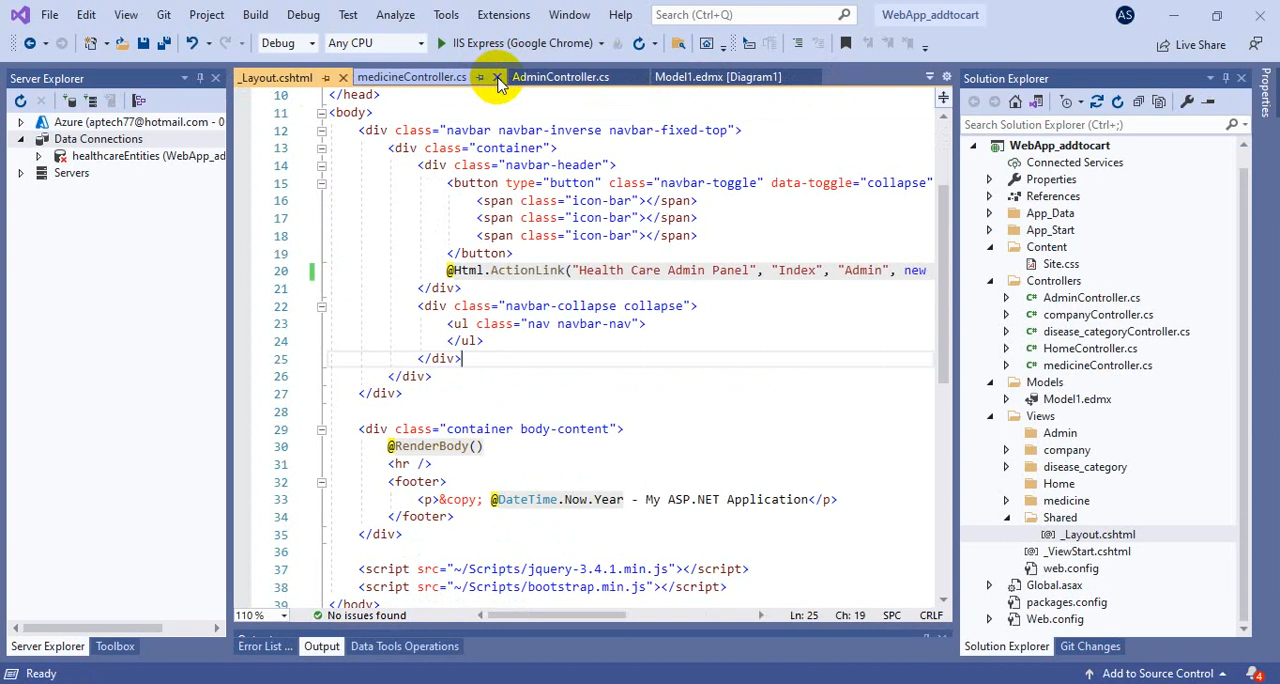 File Edit View Git Project Build Debug Test Analyze Tools Extensions Window Help Search (Ctrl+Q) WebApp_addtocart AS
Debug Any CPU IIS Express (Google Chrome) Live Share
Server Explorer
_Layout.cshtml medicineController.cs AdminController.cs Model1.edmx [Diagram1]
Solution Explorer
Properties
Azure (aptech77@hotmail.com - 0
Data Connections
healthcareEntities (WebApp_ad
Servers
10 </head>
11 <body>
12 <div class="navbar navbar-inverse navbar-fixed-top">
13 <div class="container">
14 <div class="navbar-header">
15 <button type="button" class="navbar-toggle" data-toggle="collapse"
16 <span class="icon-bar"></span>
17 <span class="icon-bar"></span>
18 <span class="icon-bar"></span>
19 </button>
20 @Html.ActionLink("Health Care Admin Panel", "Index", "Admin", new
21 </div>
22 <div class="navbar-collapse collapse">
23 <ul class="nav navbar-nav">
24 </ul>
25 </div>
26 </div>
27 </div>
28
29 <div class="container body-content">
30 @RenderBody()
31 <hr />
32 <footer>
33 <p>&copy; @DateTime.Now.Year - My ASP.NET Application</p>
34 </footer>
35 </div>
36
37 <script src="~/Scripts/jquery-3.4.1.min.js"></script>
38 <script src="~/Scripts/bootstrap.min.js"></script>
39 </body>
110 % No issues found Ln: 25 Ch: 19 SPC CRLF
Search Solution Explorer (Ctrl+;)
WebApp_addtocart
Connected Services
Properties
References
App_Data
App_Start
Content
Site.css
Controllers
C# AdminController.cs
C# companyController.cs
C# disease_categoryController.cs
C# HomeController.cs
C# medicineController.cs
Models
Model1.edmx
Views
Admin
company
disease_category
Home
medicine
Shared
[@] _Layout.cshtml
[@] _ViewStart.cshtml
web.config
Global.asax
packages.config
Web.config
Server Explorer Toolbox
Error List ... Output Data Tools Operations
Solution Explorer Git Changes
Ready Add to Source Control 4